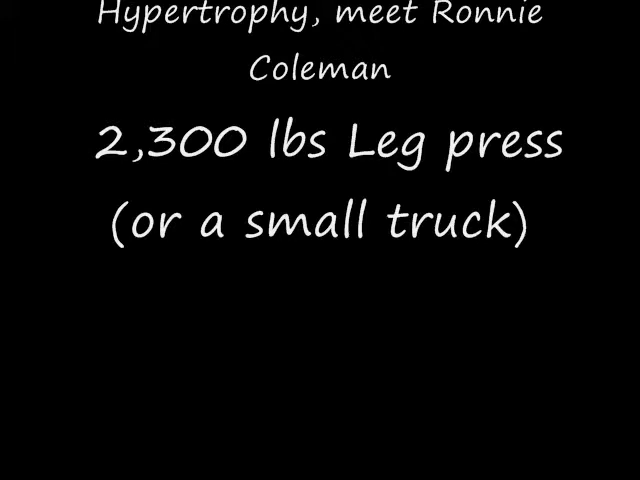 Hypertrophy, meet Ronnie
Coleman
2,300 lbs Leg press
(or a small truck)